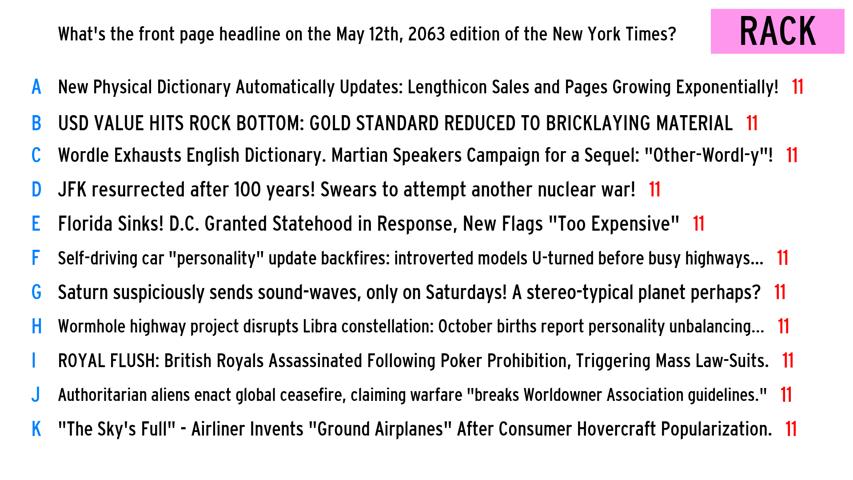 What's the front page headline on the May 12th, 2063 edition of the New York Times?
RACK
A New Physical Dictionary Automatically Updates: Lengthicon Sales and Pages Growing Exponentially! 11
B USD VALUE HITS ROCK BOTTOM: GOLD STANDARD REDUCED TO BRICKLAYING MATERIAL 11
C Wordle Exhausts English Dictionary. Martian Speakers Campaign for a Sequel: "Other-Wordl-y"! 11
D JFK resurrected after 100 years! Swears to attempt another nuclear war! 11
E Florida Sinks! D.C. Granted Statehood in Response, New Flags "Too Expensive" 11
F Self-driving car "personality" update backfires: introverted models U-turned before busy highways... 11
G Saturn suspiciously sends sound-waves, only on Saturdays! A stereo-typical planet perhaps? 11
H Wormhole highway project disrupts Libra constellation: October births report personality unbalancing... 11
I ROYAL FLUSH: British Royals Assassinated Following Poker Prohibition, Triggering Mass Law-Suits. 11
J Authoritarian aliens enact global ceasefire, claiming warfare "breaks Worldowner Association guidelines." 11
K "The Sky's Full" - Airliner Invents "Ground Airplanes" After Consumer Hovercraft Popularization. 11